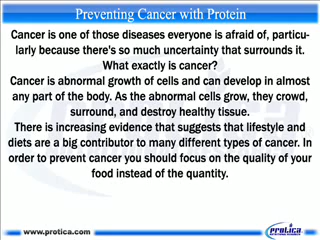 Preventing Cancer with Protein
Cancer is one of those diseases everyone is afraid of, particu-
larly because there's so much uncertainty that surrounds it.
What exactly is cancer?
Cancer is abnormal growth of cells and can develop in almost
any part of the body. As the abnormal cells grow, they crowd,
surround, and destroy healthy tissue.
There is increasing evidence that suggests that lifestyle and
diets are a big contributor to many different types of cancer. In
order to prevent cancer you should focus on the quality of your
food instead of the quantity.
www.protica.com
protica